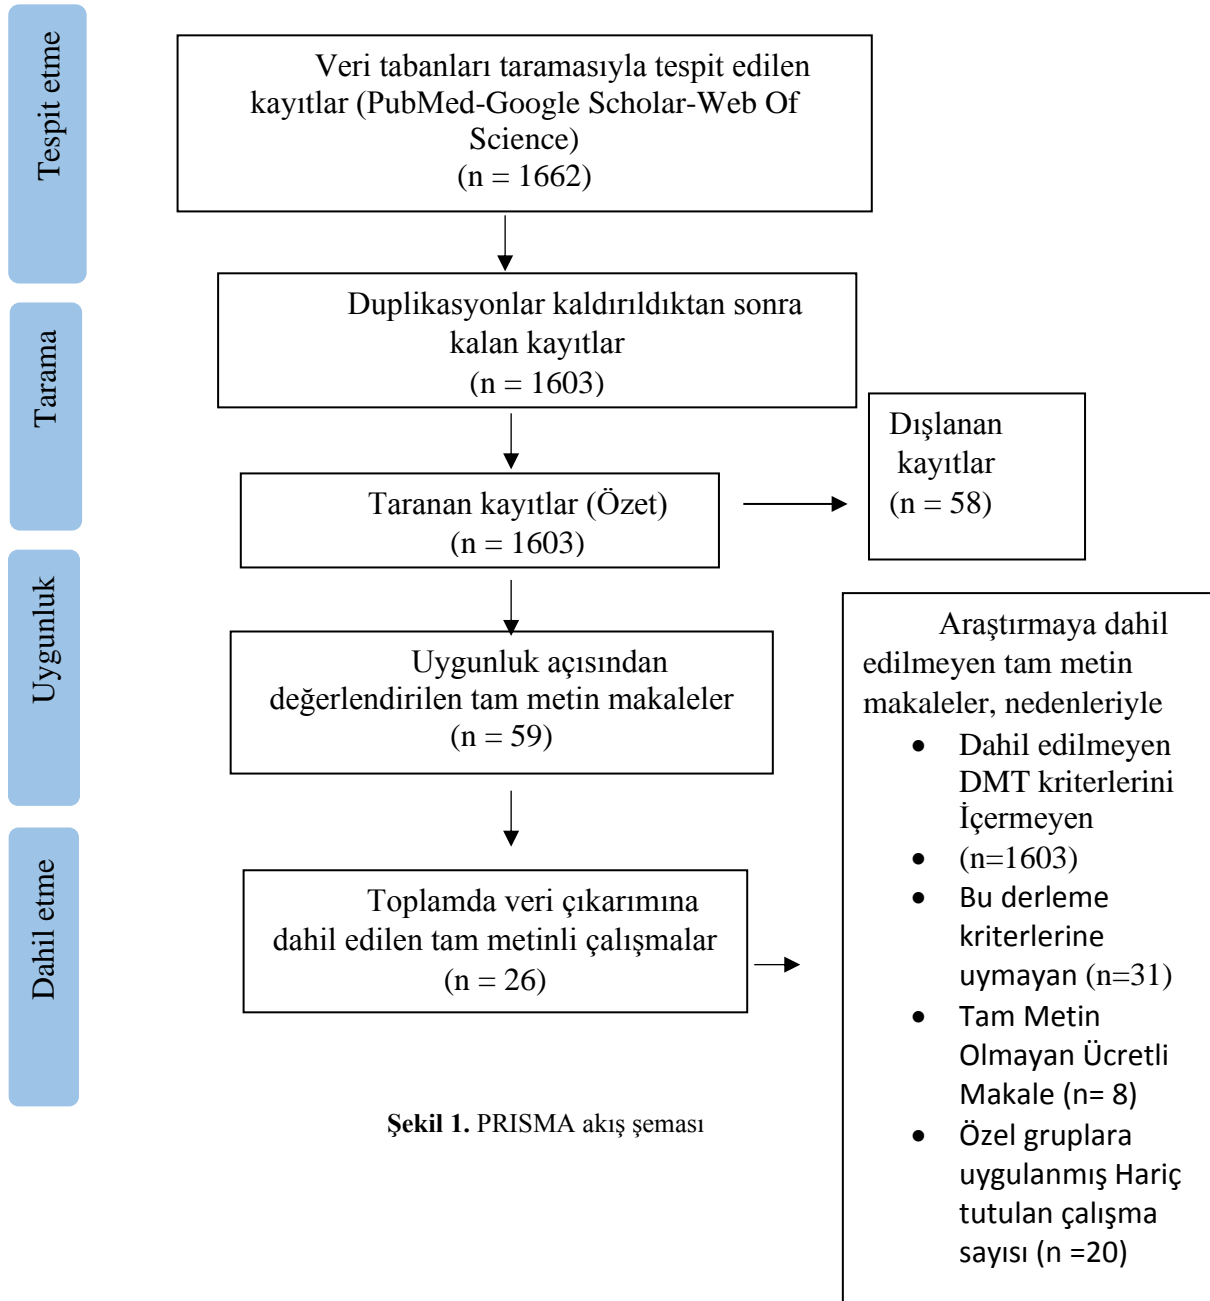 Tespit etme
Veri tabanları taramasıyla tespit edilen
kayıtlar (PubMed-Google Scholar-Web Of
Science)
(n = 1662)
Tarama
Duplikasyonlar kaldırıldıktan sonra
kalan kayıtlar
(n = 1603)
Taranan kayıtlar (Özet)
(n = 1603)
Dışlanan
kayıtlar
(n = 58)
Uygunluk
Uygunluk açısından
değerlendirilen tam metin makaleler
(n = 59)
Dahil etme
Toplamda veri çıkarımına
dahil edilen tam metinli çalışmalar
(n = 26)
Araştırmaya dahil
edilmeyen tam metin
makaleler, nedenleriyle
• Dahil edilmeyen
DMT kriterlerini
İçermeyen
• (n=1603)
• Bu derleme
kriterlerine
uymayan (n=31)
• Tam Metin
Olmayan Ücretli
Makale (n= 8)
• Özel gruplara
uygulanmış Hariç
tutulan çalışma
sayısı (n =20)
Şekil 1. PRISMA akış şeması